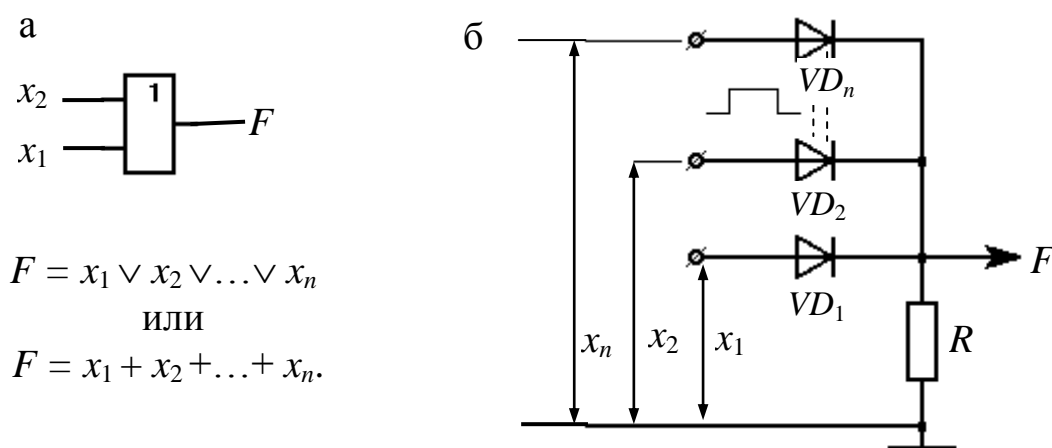 а
x₂
1
F
x₁
F = x₁ ∨ x₂ ∨…∨ xₙ
или
F = x₁ + x₂ +…+ xₙ.
б
VDₙ
VD₂
F
VD₁
xₙ
x₂
x₁
R